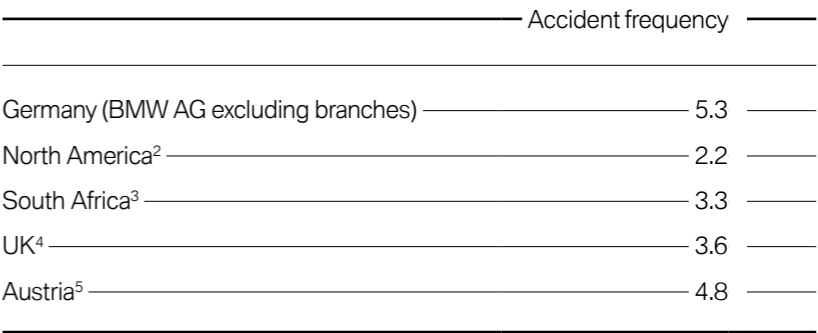 Accident frequency
Germany (BMW AG excluding branches) 5.3
North America² 2.2
South Africa³ 3.3
UK⁴ 3.6
Austria⁵ 4.8